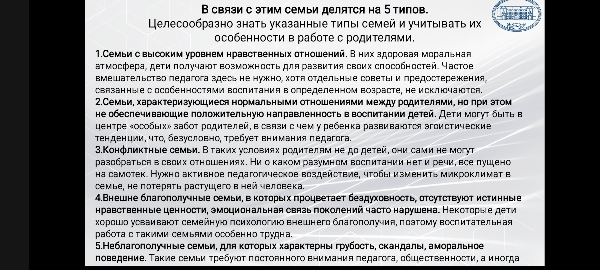 В связи с этим семьи делятся на 5 типов.
Целесообразно знать указанные типы семей и учитывать их
особенности в работе с родителями.
1.Семьи с высоким уровнем нравственных отношений. В них здоровая моральная
атмосфера, дети получают возможность для развития своих способностей. Частое
вмешательство педагога здесь не нужно, хотя отдельные советы и предостережения,
связанные с особенностями воспитания в определенном возрасте, не исключаются.
2.Семьи, характеризующиеся нормальными отношениями между родителями, но при этом
не обеспечивающие положительную направленность в воспитании детей. Дети могут быть в
центре «особых» забот родителей, в связи с чем у ребенка развиваются эгоистические
тенденции, что, безусловно, требует внимания педагога.
3.Конфликтные семьи. В таких условиях родителям не до детей, они сами не могут
разобраться в своих отношениях. Ни о каком разумном воспитании нет и речи, все пущено
на самотек. Нужно активное педагогическое воздействие, чтобы изменить микроклимат в
семье, не потерять растущего в ней человека.
4.Внешне благополучные семьи, в которых процветает бездуховность, отсутствуют истинные
нравственные ценности, эмоциональная связь поколений часто нарушена. Некоторые дети
хорошо усваивают семейную психологию внешнего благополучия, поэтому воспитательная
работа с такими семьями особенно трудна.
5.Неблагополучные семьи, для которых характерны грубость, скандалы, аморальное
поведение. Такие семьи требуют постоянного внимания педагога, общественности, а иногда